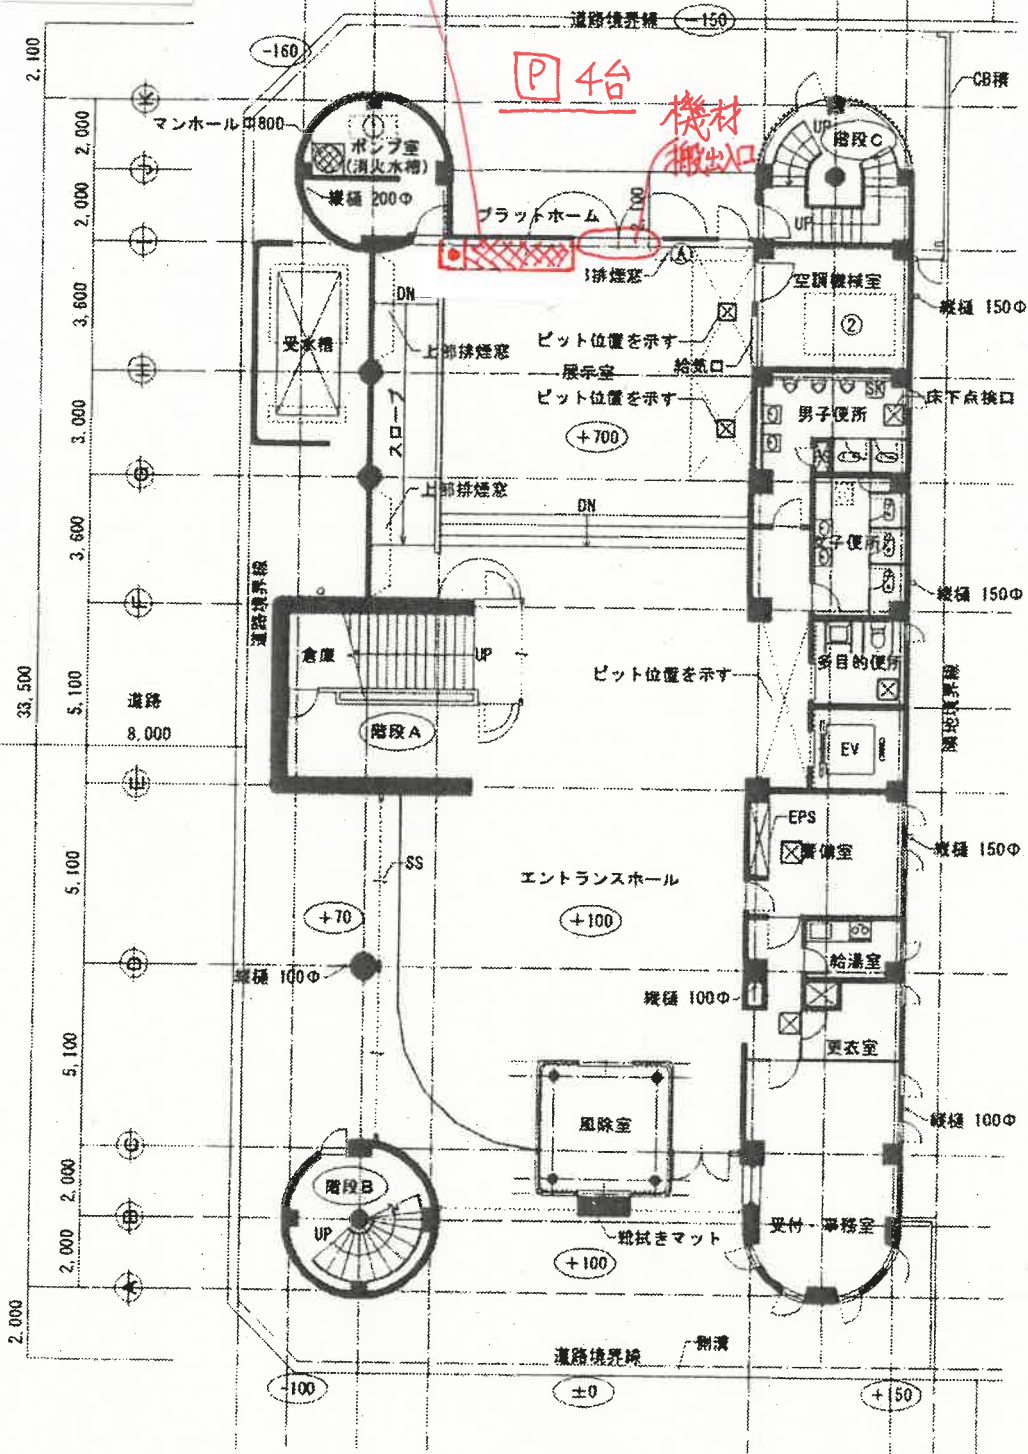 道路境界線 -150
-160
2,100
P 4台
CB積
K
マンホール□800
機材
搬出入口
UP
階段C
2,000
ポンプ室
(消火水槽)
J
2,000
縦樋 200Φ
プラットホーム
2,100
UP
I
A
排煙窓
空調機械室
DN
縦樋 150Φ
3,600
②
受水槽
上部排煙窓
ピット位置を示す
給気口
展示室
SK
床下点検口
ピット位置を示す
男子便所
3,000
スロープ
+700
G
上部排煙窓
DN
3,600
女子便所
道路境界線
縦樋 150Φ
F
倉庫
UP
多目的便所
ピット位置を示す
33,500
5,100
道路
8,000
階段A
隣地境界線
EV
E
EPS
警備室
縦樋 150Φ
5,100
SS
エントランスホール
+70
+100
給湯室
D
縦樋 100Φ
縦樋 100Φ
更衣室
5,100
風除室
縦樋 100Φ
C
2,000
階段B
B
UP
受付・事務室
靴拭きマット
2,000
+100
A
2,000
側溝
道路境界線
-100
±0
+150